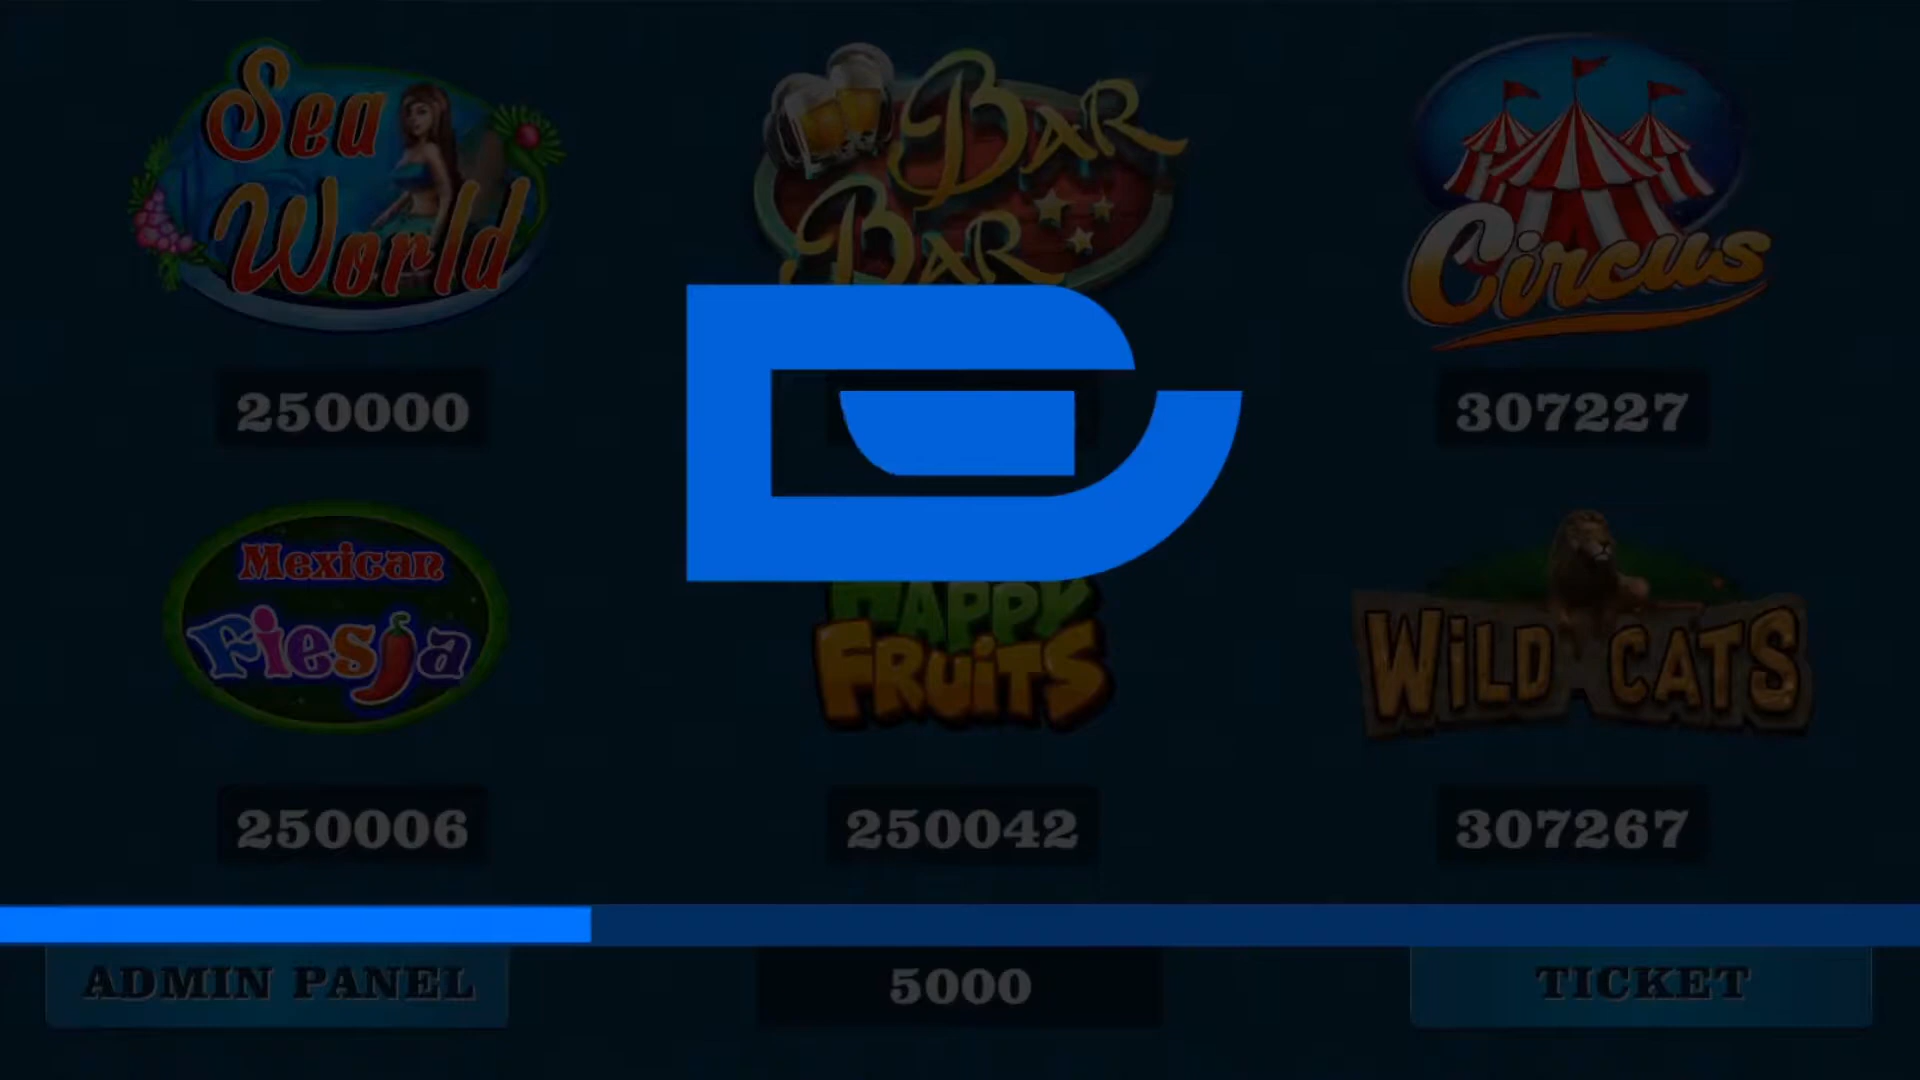 Sea
World
Bar
Bar
Circus
250000
307227
Mexican
Fiesta
HAPPY
FRUiTS
WiLD CATS
250006
250042
307267
ADMIN PANEL
5000
TICKET